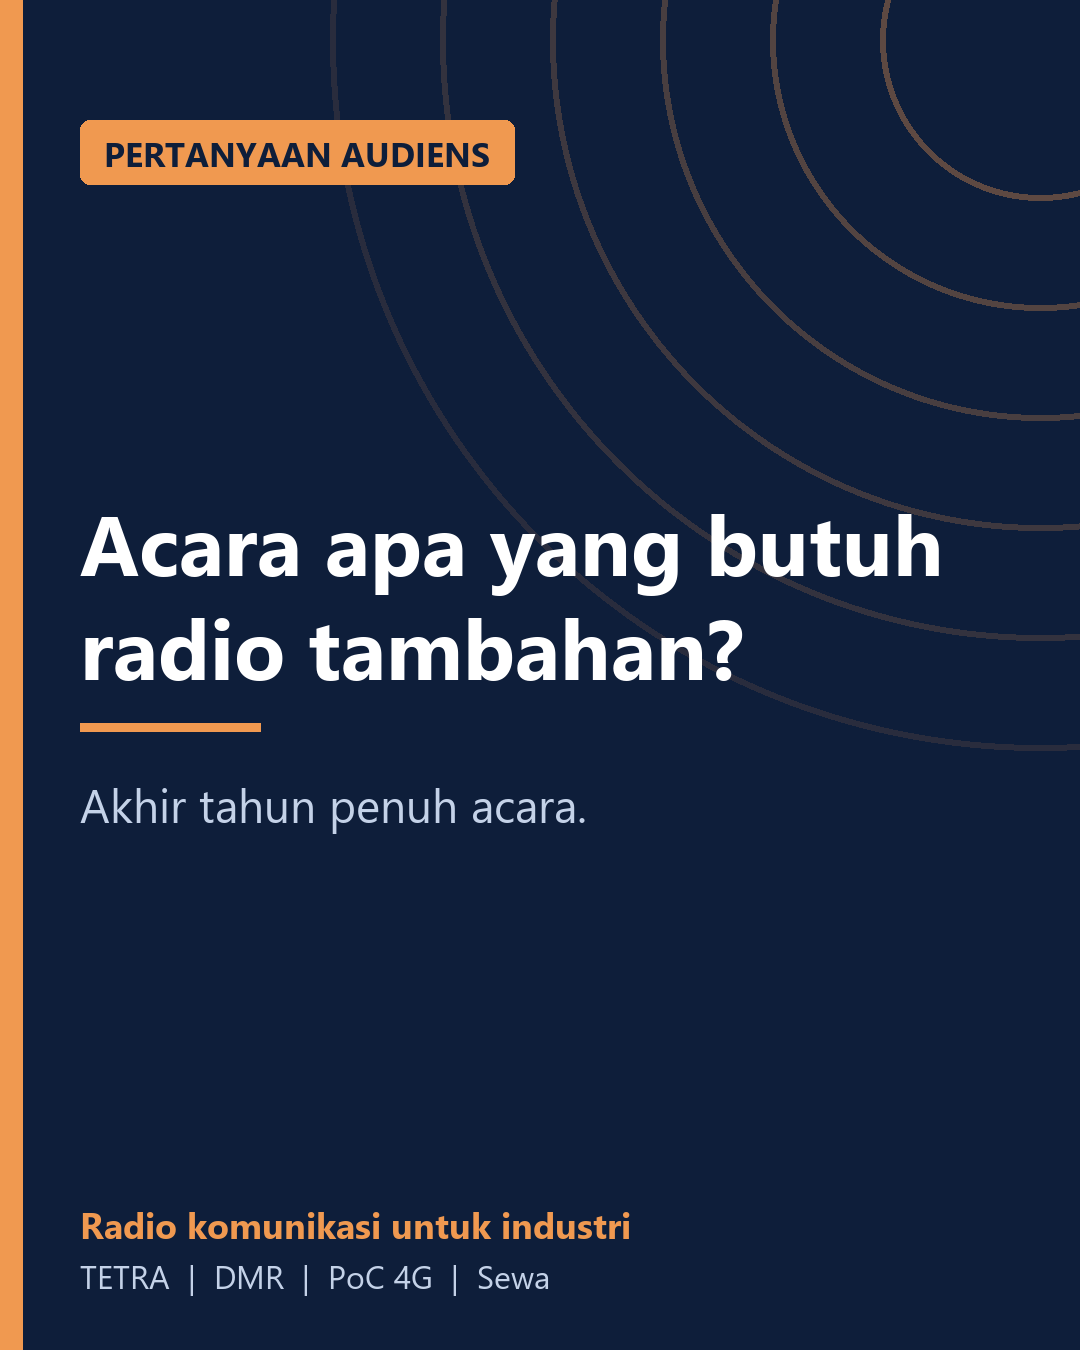 PERTANYAAN AUDIENS
Acara apa yang butuh
radio tambahan?
Akhir tahun penuh acara.
Radio komunikasi untuk industri
TETRA | DMR | PoC 4G | Sewa